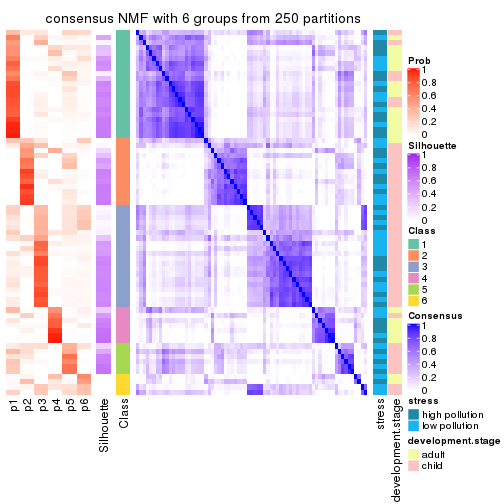 consensus NMF with 6 groups from 250 partitions
Prob
1
0.8
0.6
0.4
0.2
0
Silhouette
1
0.8
0.6
0.4
0.2
0
Class
1
2
3
4
5
6
Consensus
1
0.8
0.6
0.4
0.2
0
stress
high pollution
low pollution
development.stage
adult
child
p1
p2
p3
p4
p5
p6
Silhouette
Class
stress
development.stage